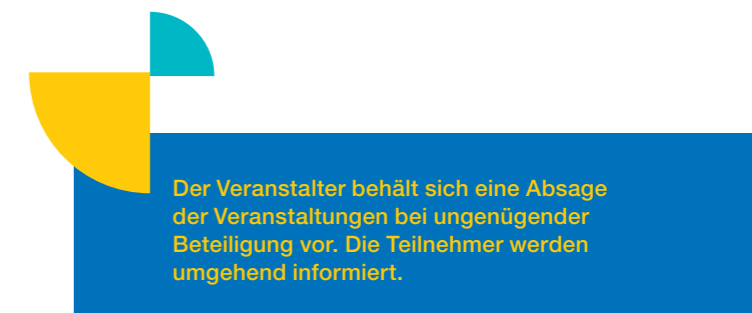 Der Veranstalter behält sich eine Absage
der Veranstaltungen bei ungenügender
Beteiligung vor. Die Teilnehmer werden
umgehend informiert.